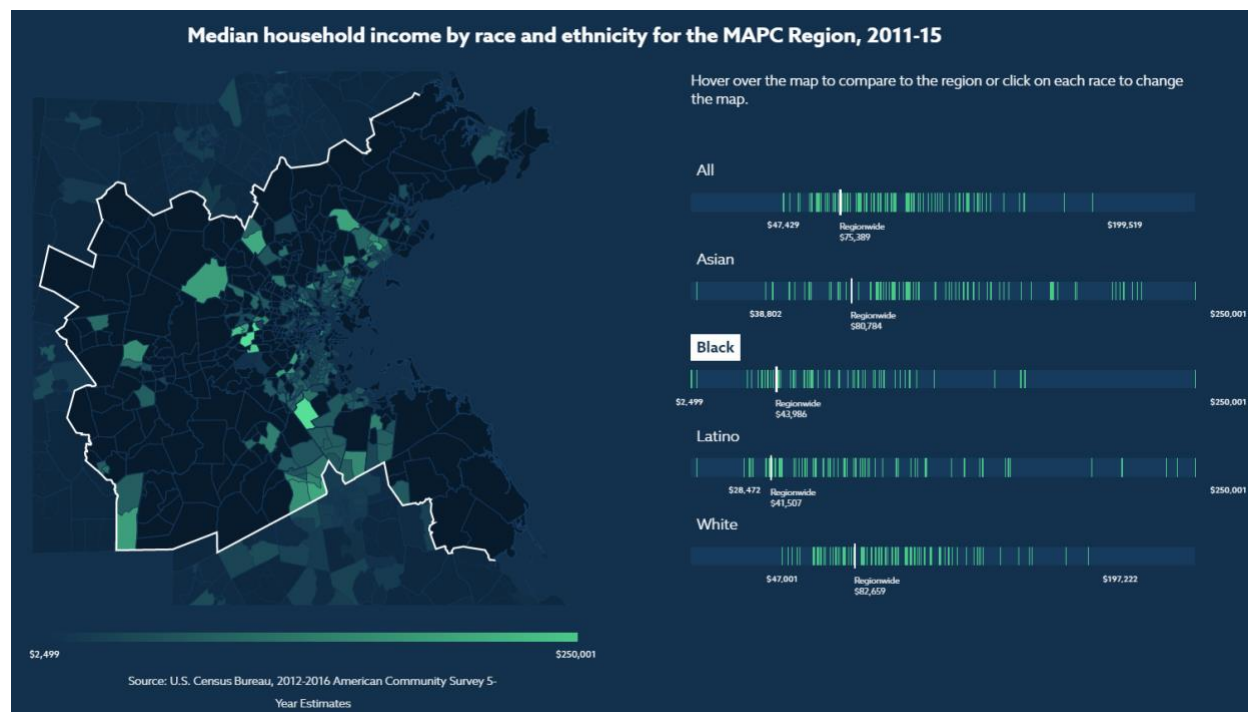 Median household income by race and ethnicity for the MAPC Region, 2011-15
Hover over the map to compare to the region or click on each race to change
the map.
All
$47,429
Regionwide
$75,389
$199,519
Asian
$38,802
Regionwide
$80,784
$250,001
Black
$2,499
Regionwide
$43,986
$250,001
Latino
$28,472
Regionwide
$41,507
$250,001
White
$47,001
Regionwide
$82,659
$197,222
$2,499
$250,001
Source: U.S. Census Bureau, 2012-2016 American Community Survey 5-
Year Estimates